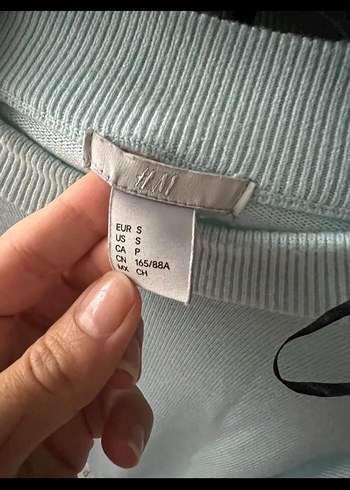 H&M
EUR S
US S
CA P
CN 165/88A
MX CH